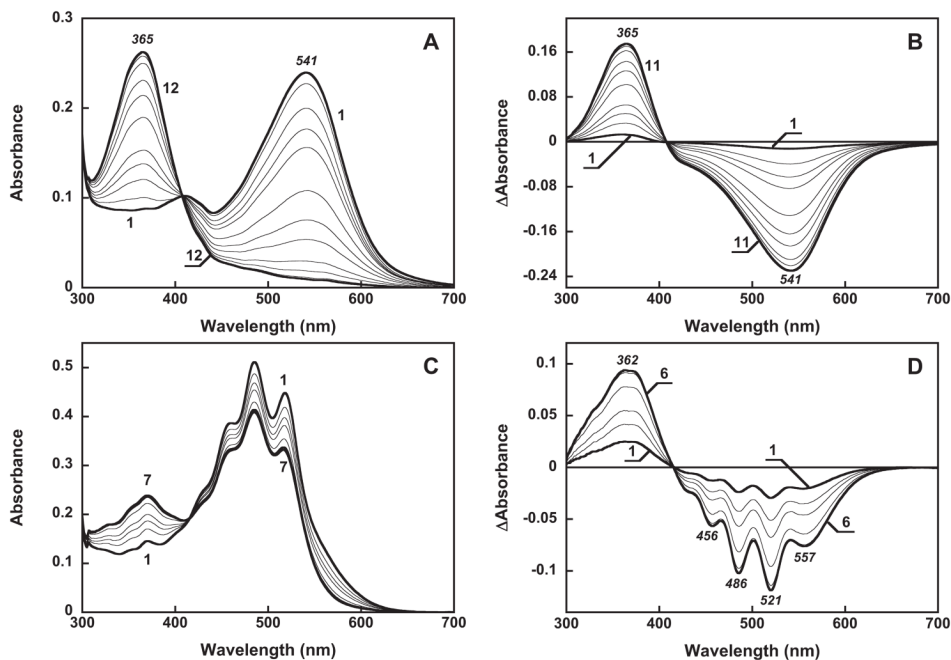 A
365
541
12
1
1
12
0.3
0.2
0.1
0
300 400 500 600 700
Absorbance
Wavelength (nm)
B
365
11
1
1
11
541
0.16
0.08
0
-0.08
-0.16
-0.24
300 400 500 600 700
ΔAbsorbance
Wavelength (nm)
C
1
7
7
1
0.5
0.4
0.3
0.2
0.1
0
300 400 500 600 700
Absorbance
Wavelength (nm)
D
362
6
1
1
6
456
486
521
557
0.1
0.05
0
-0.05
-0.1
300 400 500 600 700
ΔAbsorbance
Wavelength (nm)